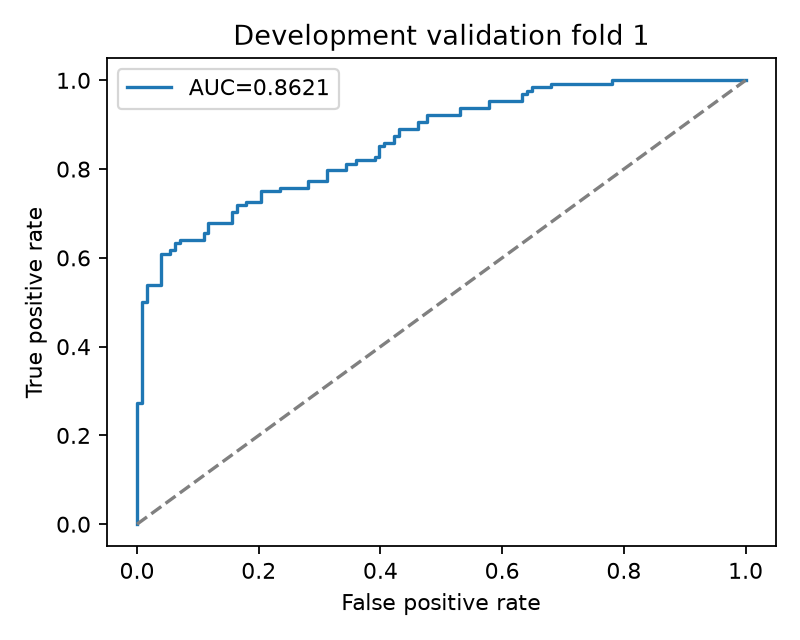 Development validation fold 1
AUC=0.8621
True positive rate
1.0
0.8
0.6
0.4
0.2
0.0
0.0 0.2 0.4 0.6 0.8 1.0
False positive rate